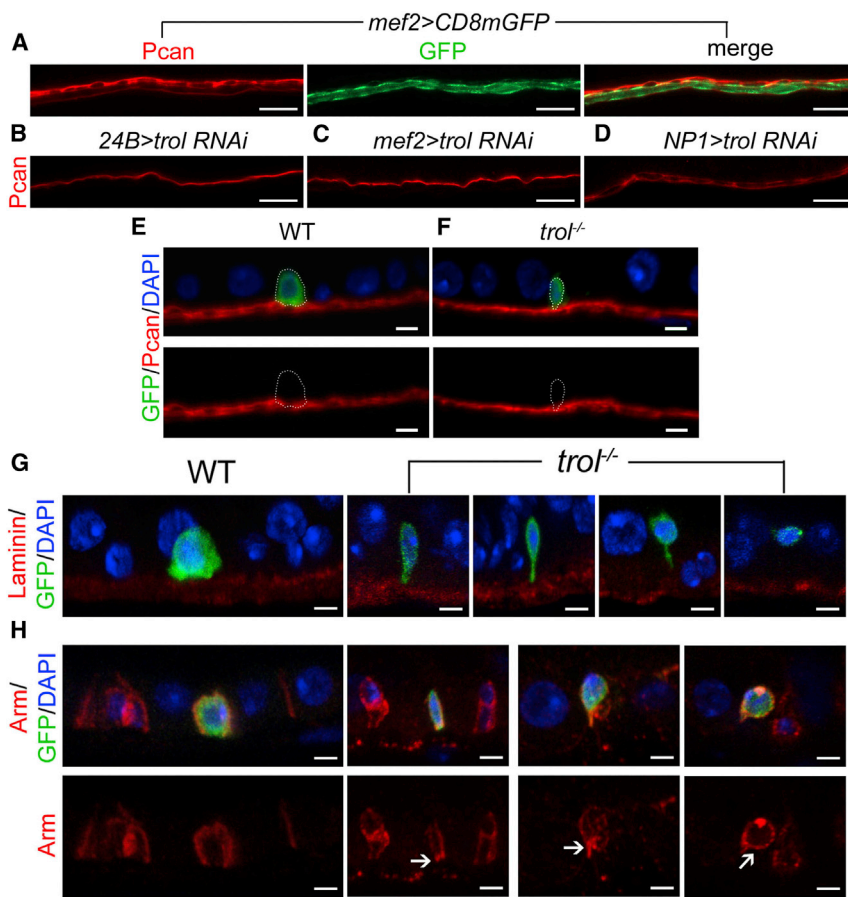 mef2>CD8mGFP
A
Pcan GFP merge
B 24B>trol RNAi C mef2>trol RNAi D NP1>trol RNAi
Pcan
E WT F trol-/-
GFP/Pcan/DAPI
G WT trol-/-
Laminin/
GFP/DAPI
H
Arm/
GFP/DAPI
Arm